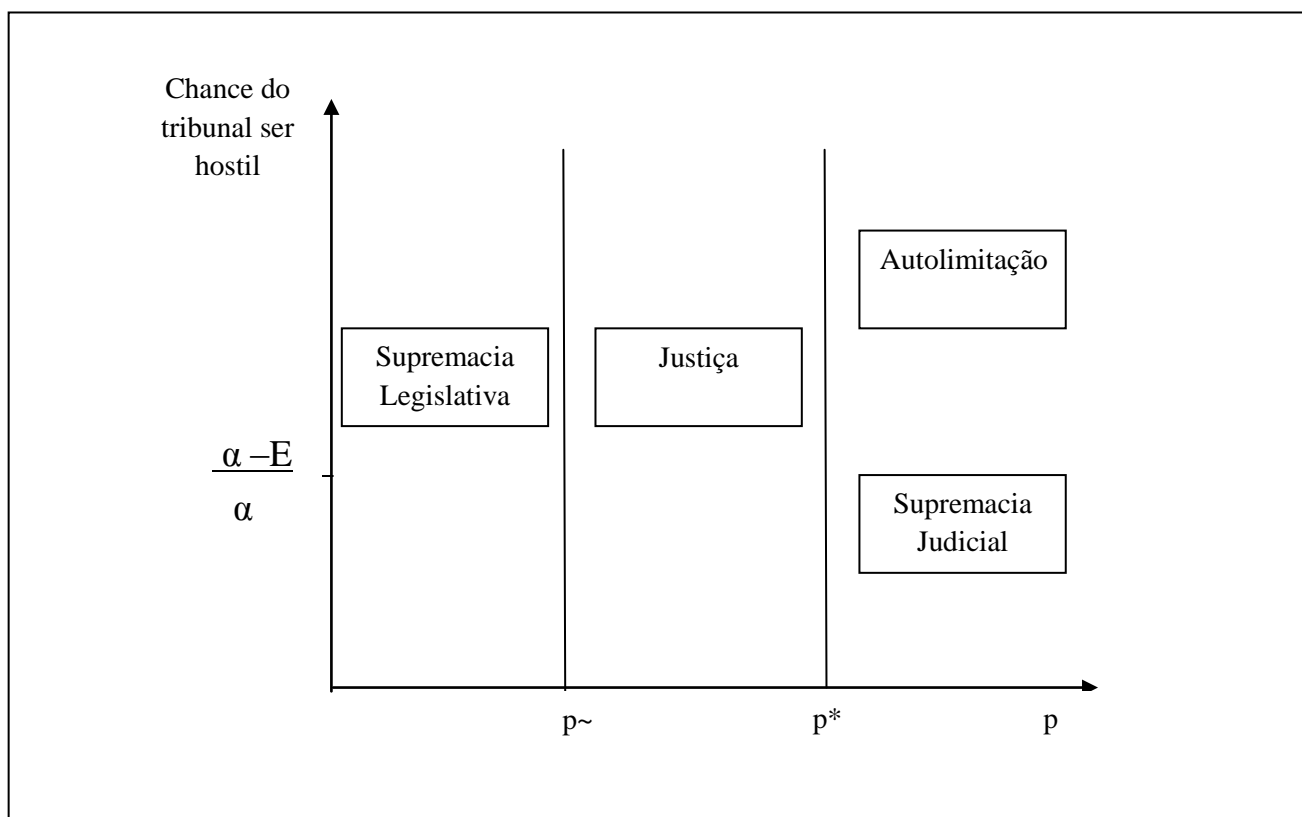 Chance do
tribunal ser
hostil
Autolimitação
Supremacia
Legislativa
Justiça
α –E
α
Supremacia
Judicial
p~
p*
p